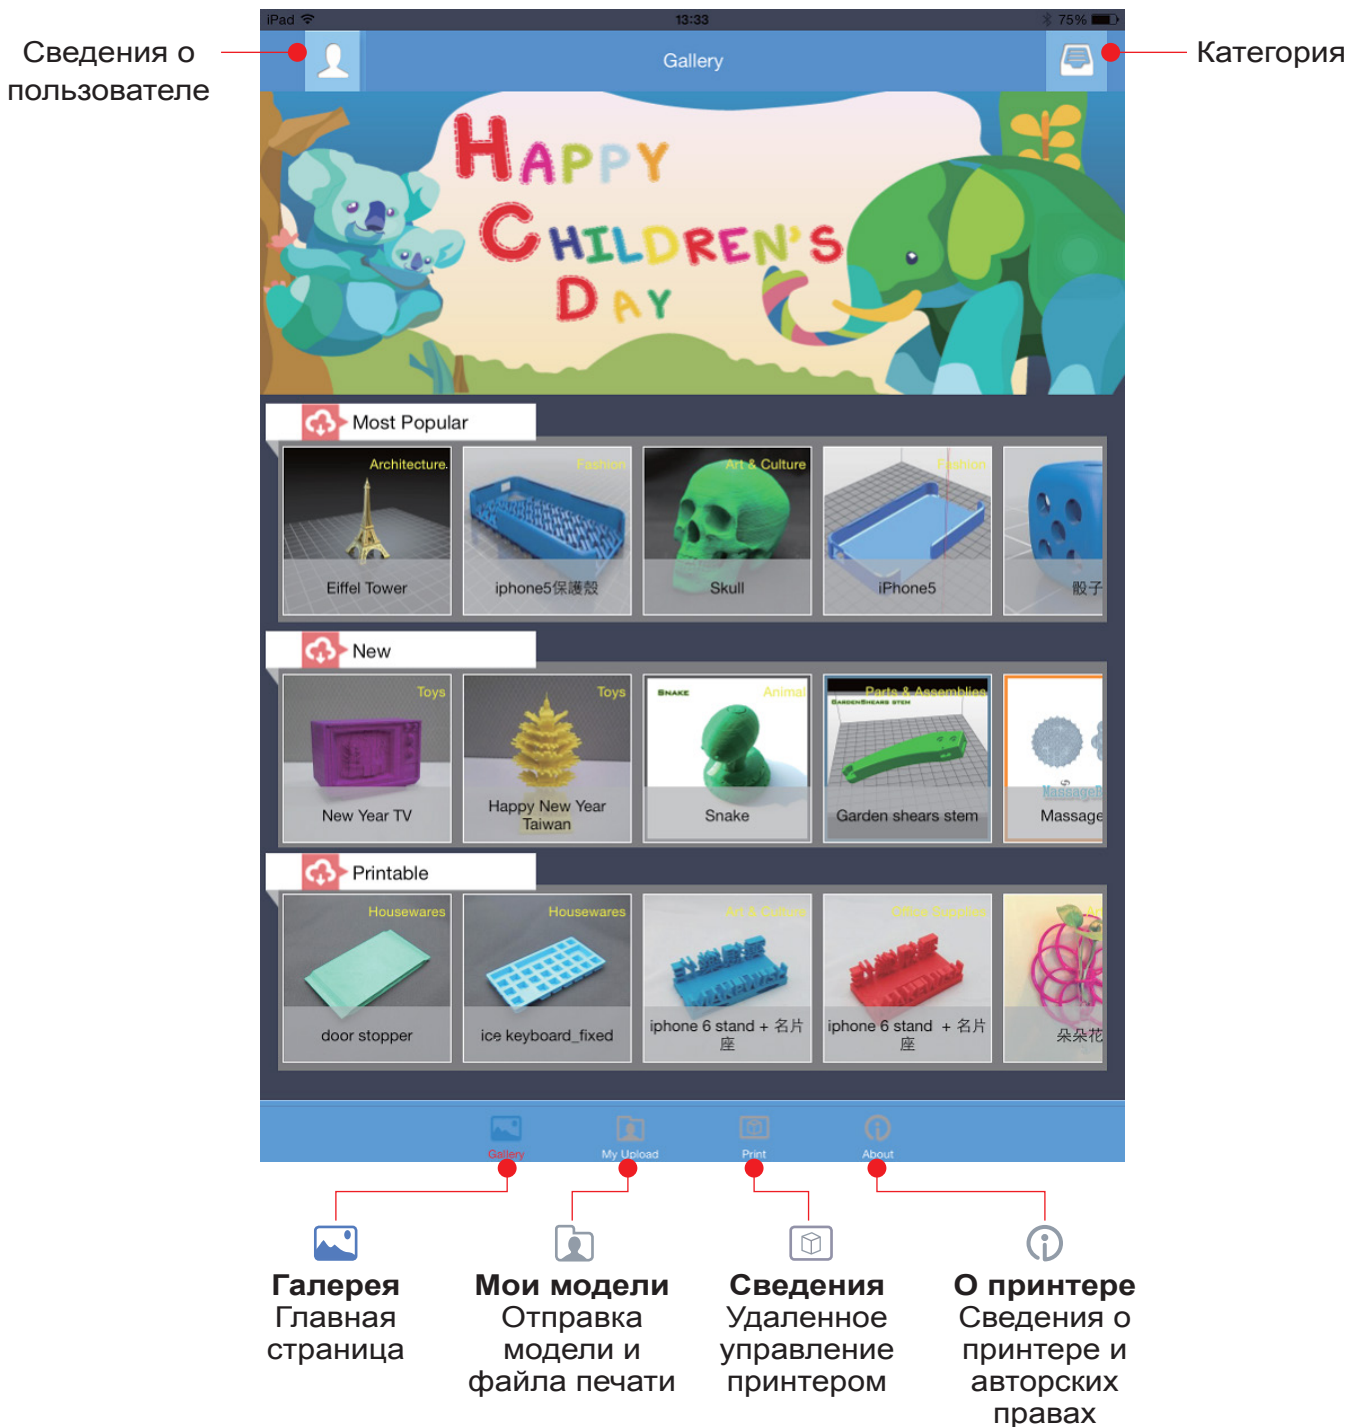 iPad 13:33 75%
Сведения о
пользователе
Gallery
Категория
HAPPY
CHILDREN'S
DAY
Most Popular
Architecture
Fashion
Art & Culture
Fashion
Eiffel Tower
iphone5保護殼
Skull
iPhone5
骰子
New
Toys
Toys
SNAKE
Animal
Parts & Assemblies
GARDENSHEARS STEM
New Year TV
Happy New Year
Taiwan
Snake
Garden shears stem
Massage
Printable
Housewares
Housewares
Art & Culture
Office Supplies
door stopper
ice keyboard_fixed
iphone 6 stand + 名片
座
iphone 6 stand + 名片
座
朵朵花
Gallery
My Upload
Print
About
Галерея
Главная
страница
Мои модели
Отправка
модели и
файла печати
Сведения
Удаленное
управление
принтером
О принтере
Сведения о
принтере и
авторских
правах